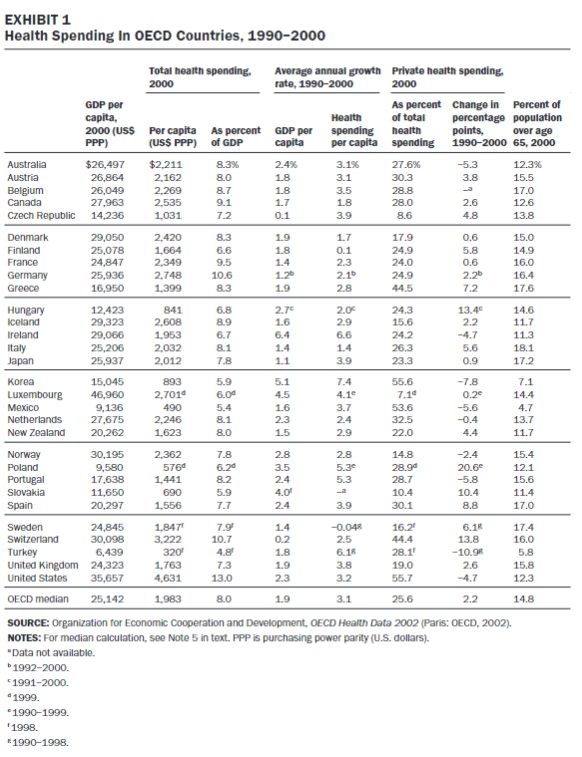 EXHIBIT 1
Health Spending In OECD Countries, 1990–2000
Total health spending, 2000
Average annual growth rate, 1990–2000
Private health spending, 2000
GDP per capita, 2000 (US$ PPP)
Per capita (US$ PPP)
As percent of GDP
GDP per capita
Health spending per capita
As percent of total health spending
Change in percentage points, 1990–2000
Percent of population over age 65, 2000
Australia $26,497 $2,211 8.3% 2.4% 3.1% 27.6% −5.3 12.3%
Austria 26,864 2,162 8.0 1.8 3.1 30.3 3.8 15.5
Belgium 26,049 2,269 8.7 1.8 3.5 28.8 –a 17.0
Canada 27,963 2,535 9.1 1.7 1.8 28.0 2.6 12.6
Czech Republic 14,236 1,031 7.2 0.1 3.9 8.6 4.8 13.8
Denmark 29,050 2,420 8.3 1.9 1.7 17.9 0.6 15.0
Finland 25,078 1,664 6.6 1.8 0.1 24.9 5.8 14.9
France 24,847 2,349 9.5 1.4 2.3 24.0 0.6 16.0
Germany 25,936 2,748 10.6 1.2b 2.1b 24.9 2.2b 16.4
Greece 16,950 1,399 8.3 1.9 2.8 44.5 7.2 17.6
Hungary 12,423 841 6.8 2.7c 2.0c 24.3 13.4c 14.6
Iceland 29,323 2,608 8.9 1.6 2.9 15.6 2.2 11.7
Ireland 29,066 1,953 6.7 6.4 6.6 24.2 −4.7 11.3
Italy 25,206 2,032 8.1 1.4 1.4 26.3 5.6 18.1
Japan 25,937 2,012 7.8 1.1 3.9 23.3 0.9 17.2
Korea 15,045 893 5.9 5.1 7.4 55.6 −7.8 7.1
Luxembourg 46,960 2,701d 6.0d 4.5 4.1e 7.1d 0.2e 14.4
Mexico 9,136 490 5.4 1.6 3.7 53.6 −5.6 4.7
Netherlands 27,675 2,246 8.1 2.3 2.4 32.5 −0.4 13.7
New Zealand 20,262 1,623 8.0 1.5 2.9 22.0 4.4 11.7
Norway 30,195 2,362 7.8 2.8 2.8 14.8 −2.4 15.4
Poland 9,580 576d 6.2d 3.5 5.3e 28.9d 20.6e 12.1
Portugal 17,638 1,441 8.2 2.4 5.3 28.7 −5.8 15.6
Slovakia 11,650 690 5.9 4.0f –a 10.4 10.4 11.4
Spain 20,297 1,556 7.7 2.4 3.9 30.1 8.8 17.0
Sweden 24,845 1,847f 7.9f 1.4 −0.04g 16.2f 6.1g 17.4
Switzerland 30,098 3,222 10.7 0.2 2.5 44.4 13.8 16.0
Turkey 6,439 320f 4.8f 1.8 6.1g 28.1f −10.9g 5.8
United Kingdom 24,323 1,763 7.3 1.9 3.8 19.0 2.6 15.8
United States 35,657 4,631 13.0 2.3 3.2 55.7 −4.7 12.3
OECD median 25,142 1,983 8.0 1.9 3.1 25.6 2.2 14.8
SOURCE: Organization for Economic Cooperation and Development, OECD Health Data 2002 (Paris: OECD, 2002).
NOTES: For median calculation, see Note 5 in text. PPP is purchasing power parity (U.S. dollars).
a Data not available.
b 1992–2000.
c 1991–2000.
d 1999.
e 1990–1999.
f 1998.
g 1990–1998.